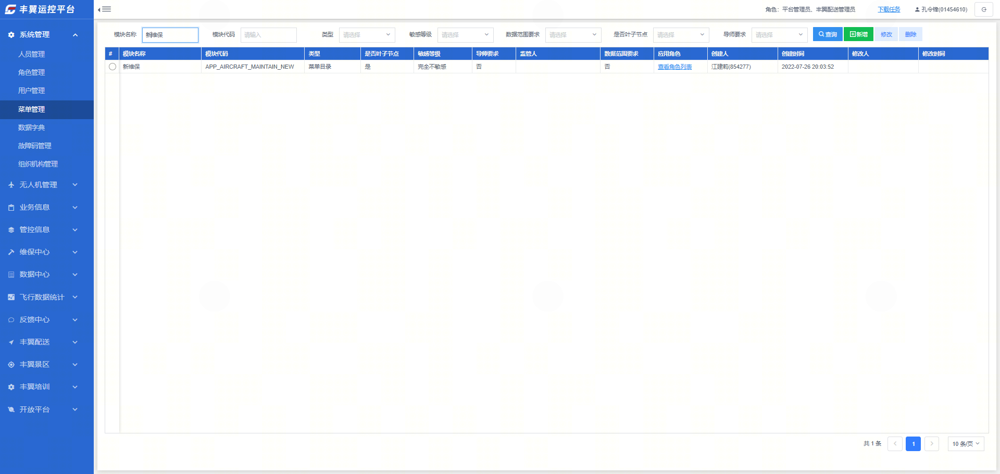 丰翼运控平台
角色：平台管理员、丰翼配送管理员
下载任务
孔令锋(01454610)
系统管理
人员管理
角色管理
用户管理
菜单管理
数据字典
故障码管理
组织机构管理
无人机管理
业务信息
管控信息
维保中心
数据中心
飞行数据统计
反馈中心
丰翼配送
丰翼景区
丰翼培训
开放平台
模块名称 新维保 模块代码 请输入 类型 请选择 敏感等级 请选择 数据范围要求 请选择 是否叶子节点 请选择 导师要求 请选择 查询 新增 修改 删除
# 模块名称 模块代码 类型 是否叶子节点 敏感等级 导师要求 监管人 数据范围要求 应用角色 创建人 创建时间 修改人 修改时间
新维保 APP_AIRCRAFT_MAINTAIN_NEW 菜单目录 是 完全不敏感 否 否 查看角色列表 江建莉(854277) 2022-07-26 20:03:52
共 1 条 1 10 条/页